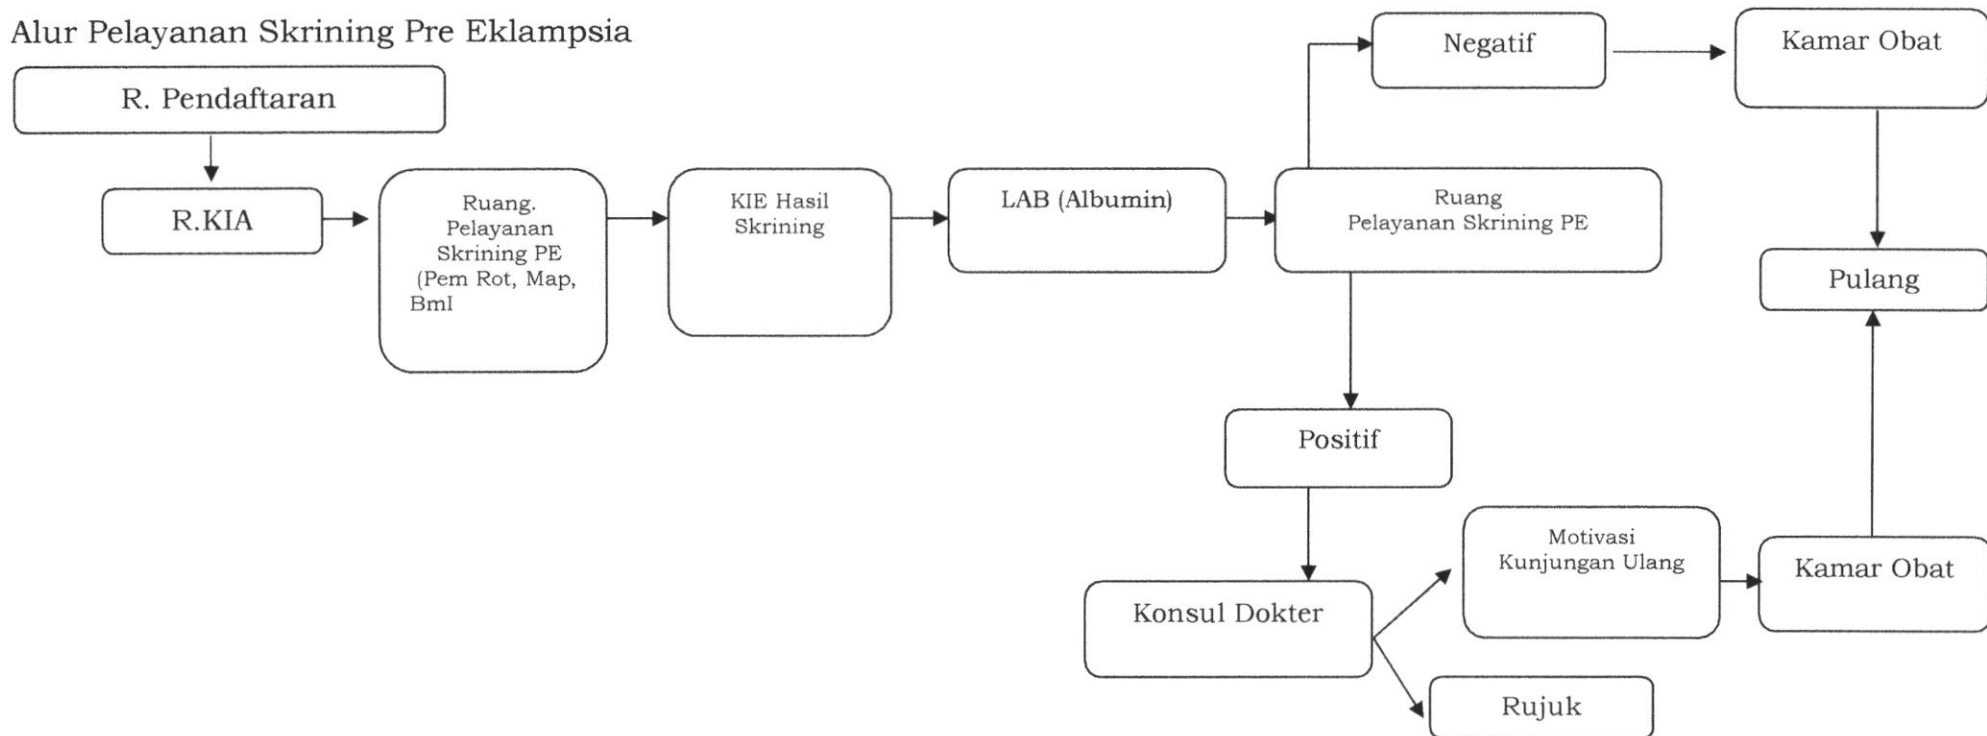 Alur Pelayanan Skrining Pre Eklampsia
R. Pendaftaran
R.KIA
Ruang.
Pelayanan
Skrining PE
(Pem Rot, Map,
BmI
KIE Hasil
Skrining
LAB (Albumin)
Ruang
Pelayanan Skrining PE
Negatif
Kamar Obat
Pulang
Positif
Konsul Dokter
Motivasi
Kunjungan Ulang
Kamar Obat
Rujuk